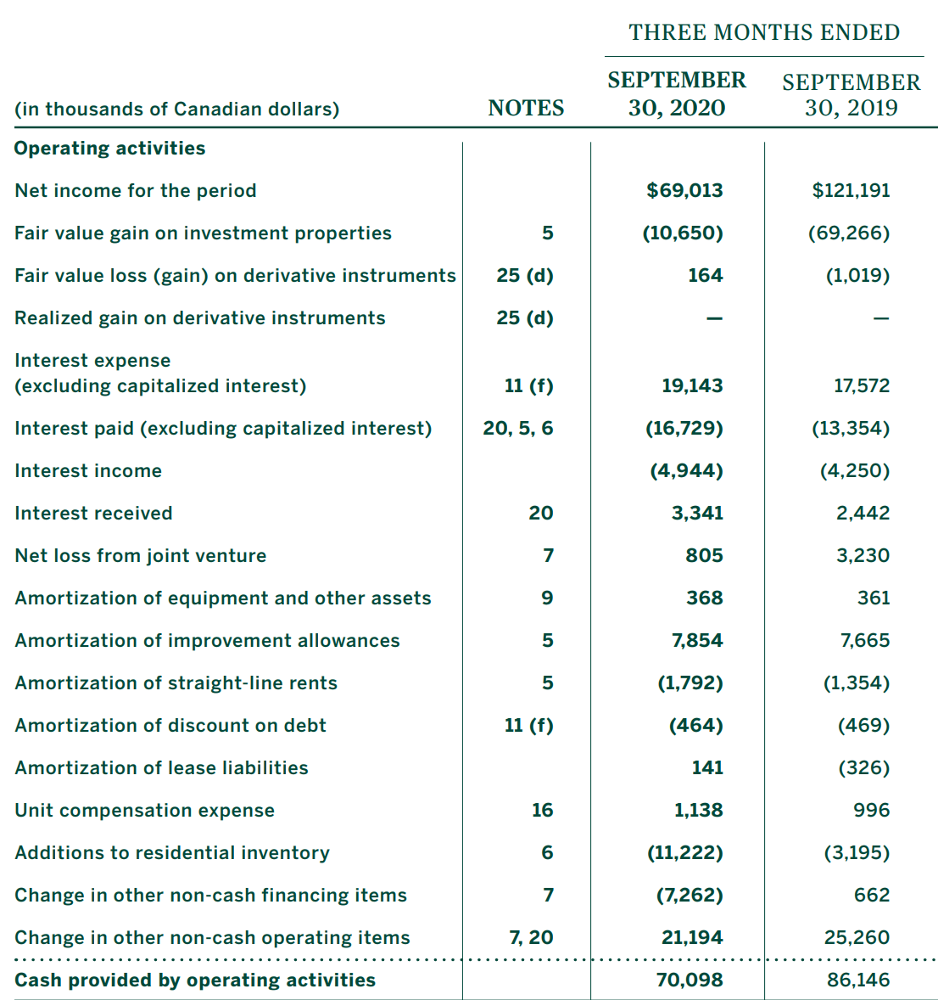 THREE MONTHS ENDED
(in thousands of Canadian dollars) NOTES SEPTEMBER 30, 2020 SEPTEMBER 30, 2019
Operating activities
Net income for the period $69,013 $121,191
Fair value gain on investment properties 5 (10,650) (69,266)
Fair value loss (gain) on derivative instruments 25 (d) 164 (1,019)
Realized gain on derivative instruments 25 (d) — —
Interest expense
(excluding capitalized interest) 11 (f) 19,143 17,572
Interest paid (excluding capitalized interest) 20, 5, 6 (16,729) (13,354)
Interest income (4,944) (4,250)
Interest received 20 3,341 2,442
Net loss from joint venture 7 805 3,230
Amortization of equipment and other assets 9 368 361
Amortization of improvement allowances 5 7,854 7,665
Amortization of straight-line rents 5 (1,792) (1,354)
Amortization of discount on debt 11 (f) (464) (469)
Amortization of lease liabilities 141 (326)
Unit compensation expense 16 1,138 996
Additions to residential inventory 6 (11,222) (3,195)
Change in other non-cash financing items 7 (7,262) 662
Change in other non-cash operating items 7, 20 21,194 25,260
Cash provided by operating activities 70,098 86,146